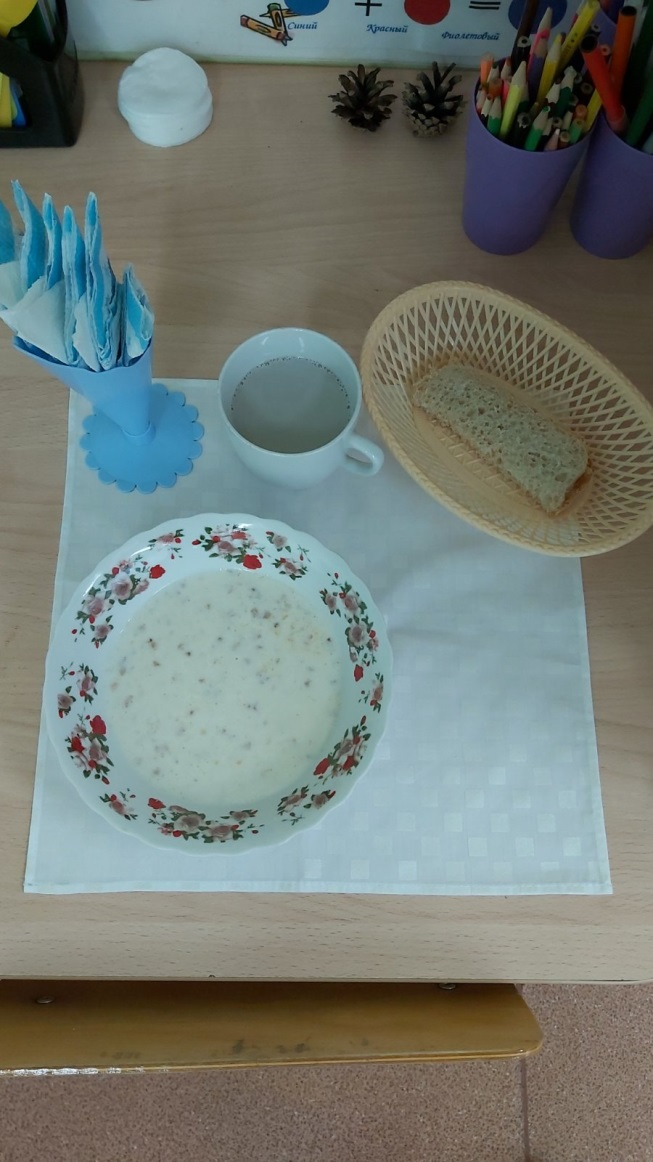 Синий
+
Красный
=
Фиолетовый